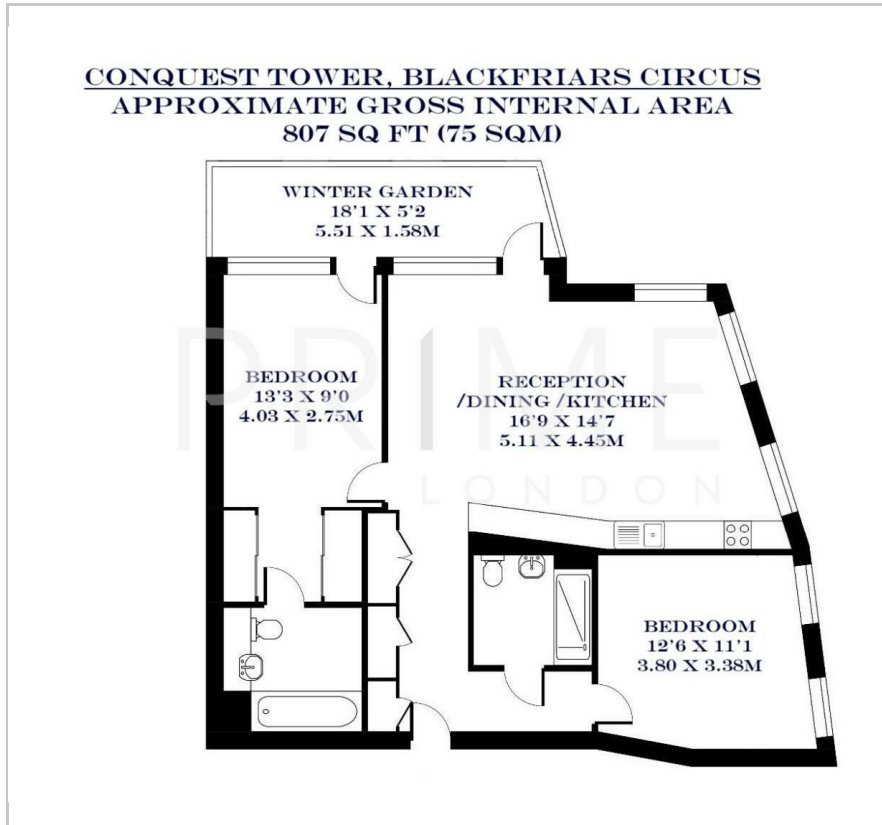 CONQUEST TOWER, BLACKFRIARS CIRCUS
APPROXIMATE GROSS INTERNAL AREA
807 SQ FT (75 SQM)
WINTER GARDEN
18'1 X 5'2
5.51 X 1.58M
BEDROOM
13'3 X 9'0
4.03 X 2.75M
RECEPTION
/DINING /KITCHEN
16'9 X 14'7
5.11 X 4.45M
PRIME
LONDON
BEDROOM
12'6 X 11'1
3.80 X 3.38M